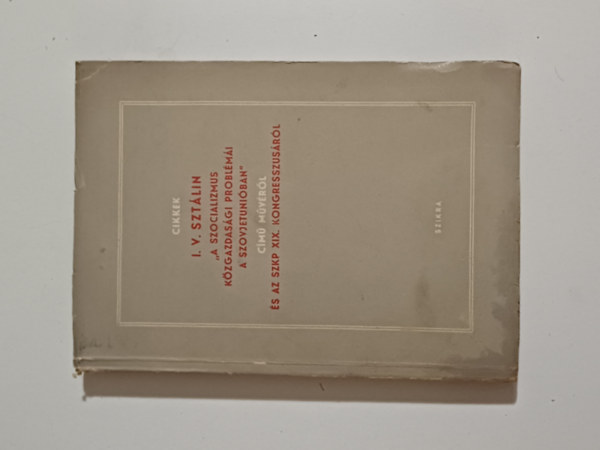 CIKKEK
I. V. SZTÁLIN
„A SZOCIALIZMUS
KÖZGAZDASÁGI PROBLÉMÁI
A SZOVJETUNIÓBAN"
CÍMŰ MŰVÉRŐL
ÉS AZ SZKP XIX. KONGRESSZUSÁRÓL
SZIKRA